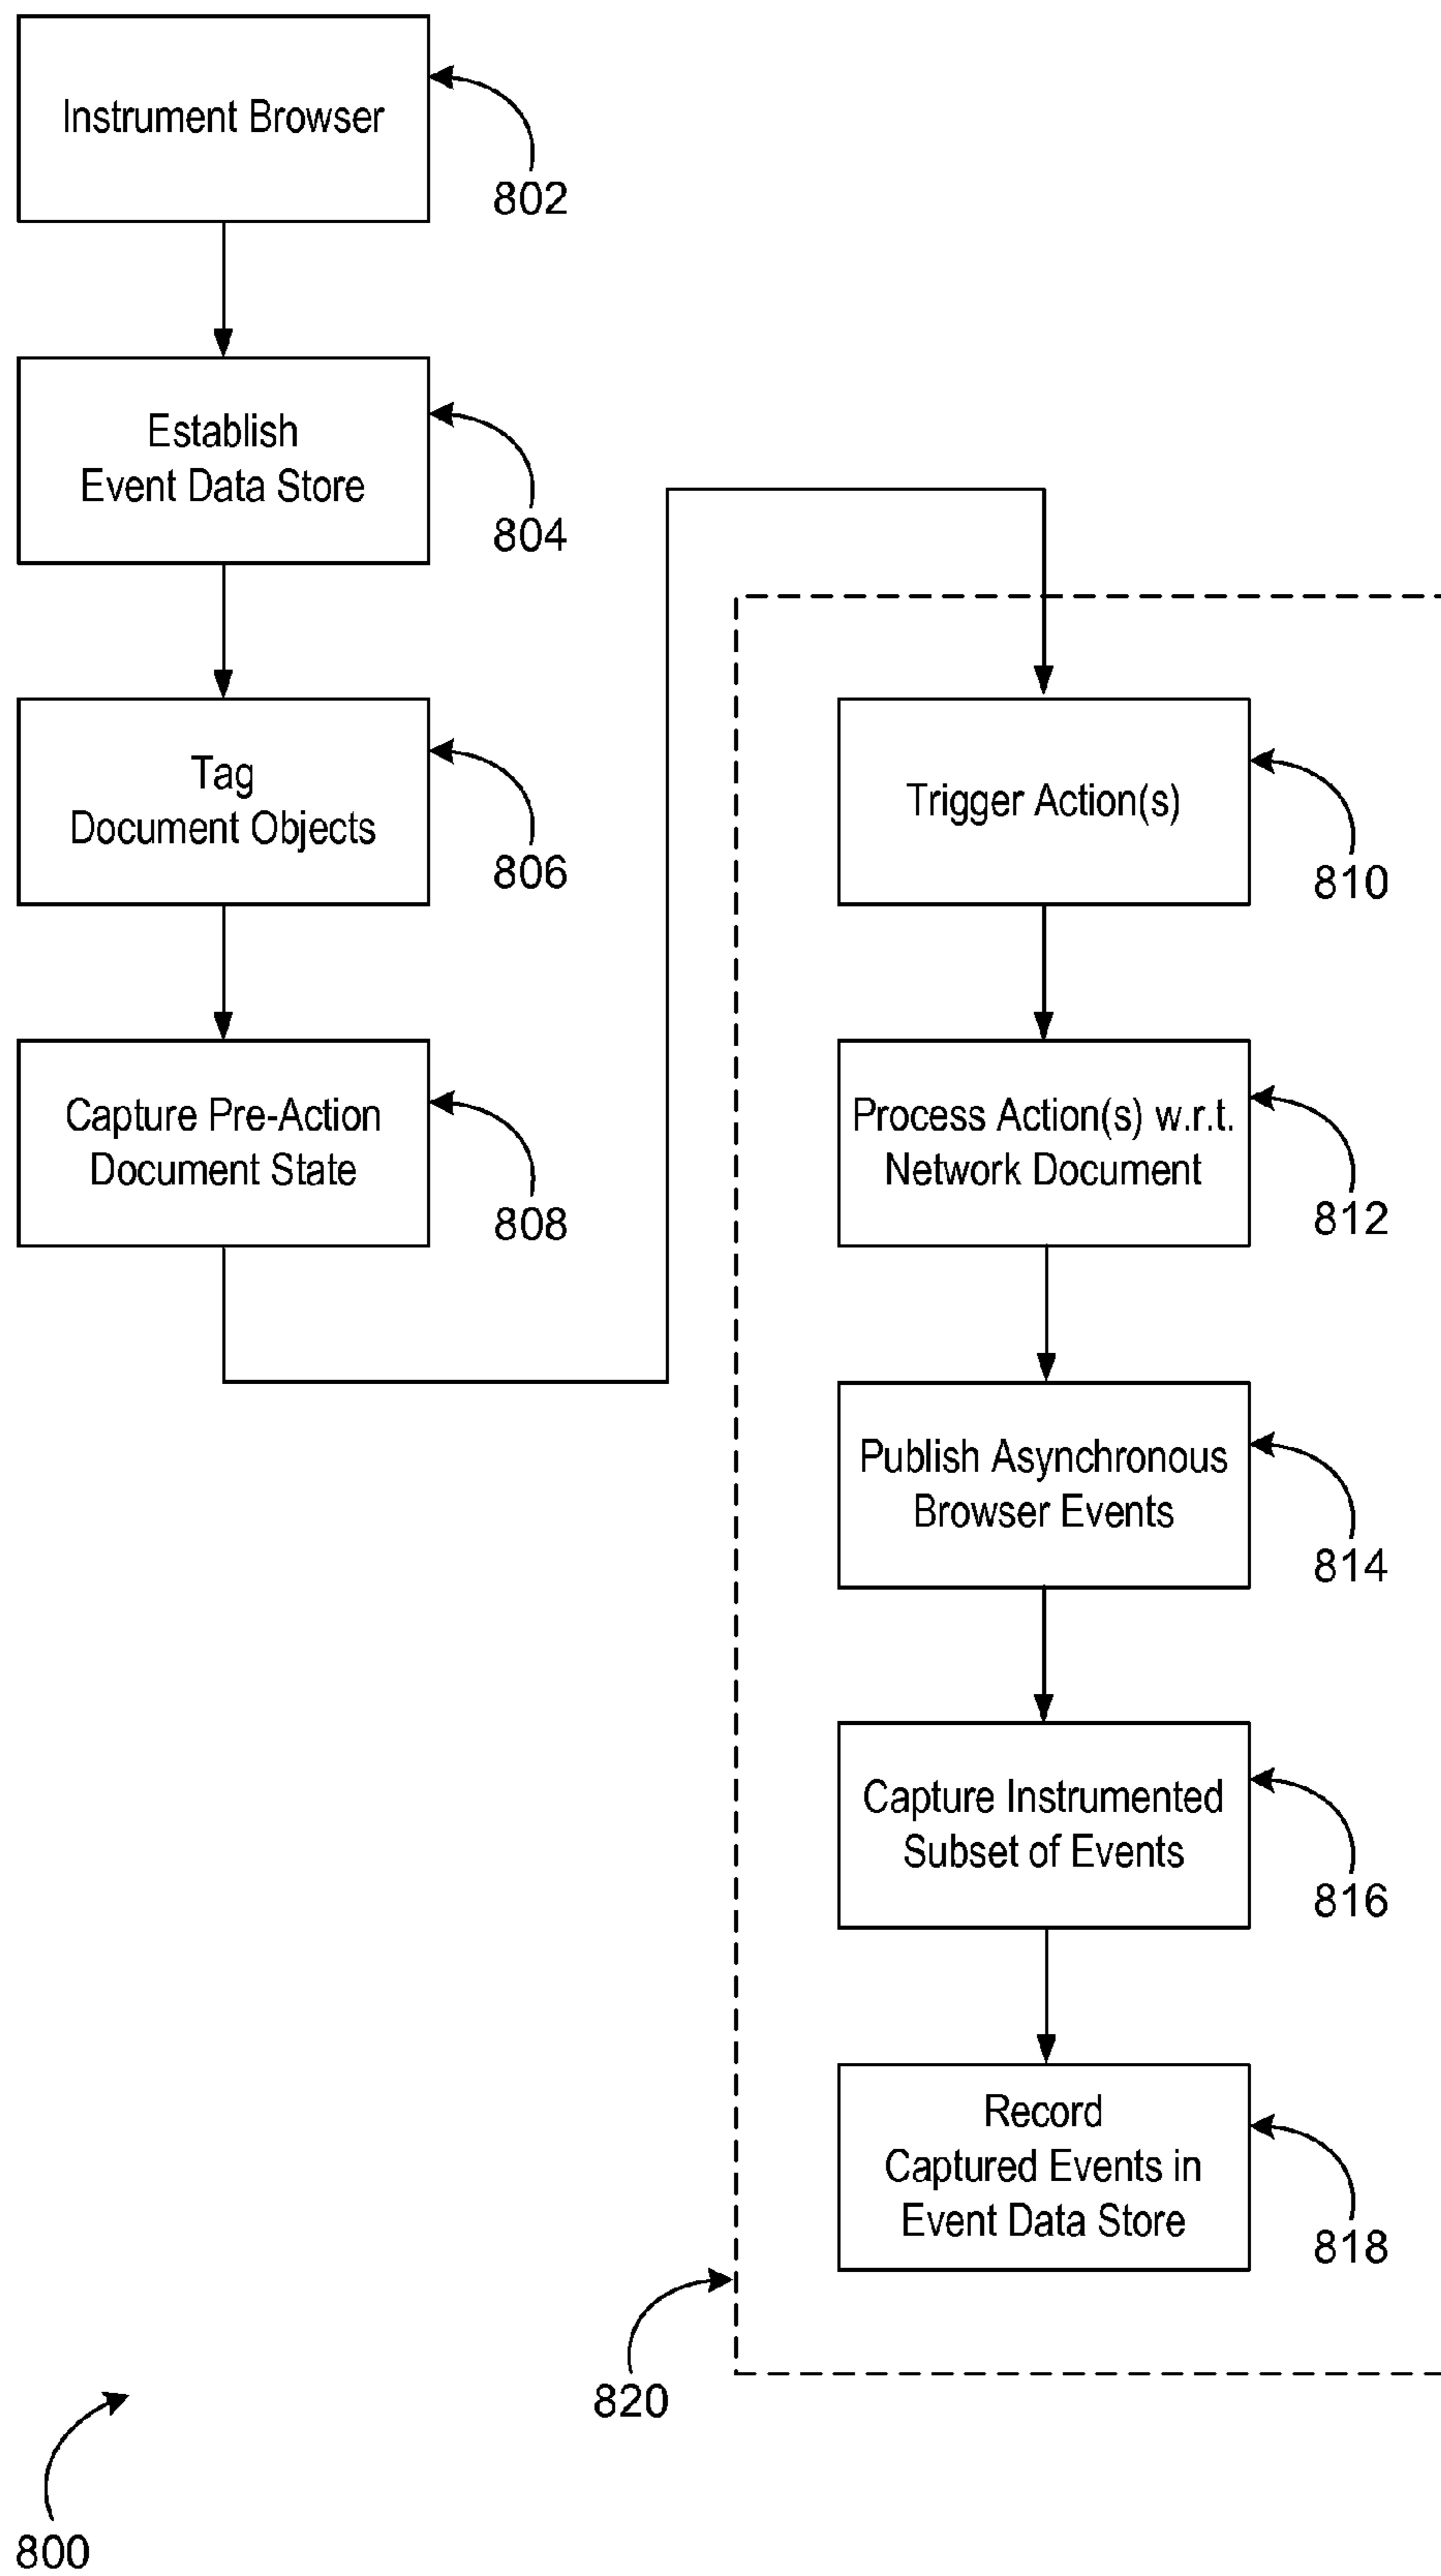 Instrument Browser
802
Establish
Event Data Store
804
Tag
Document Objects
806
Capture Pre-Action
Document State
808
Trigger Action(s)
810
Process Action(s) w.r.t.
Network Document
812
Publish Asynchronous
Browser Events
814
Capture Instrumented
Subset of Events
816
Record
Captured Events in
Event Data Store
818
820
800